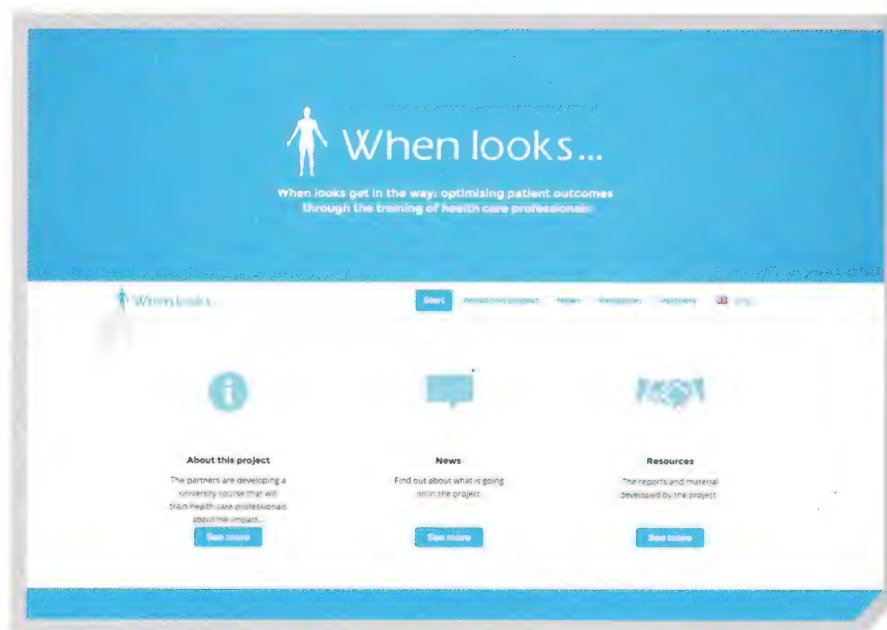 When looks...
When looks get in the way: optimising patient outcomes
through the training of health care professionals
When looks...
Start About this project News Resources Partners
About this project
The partners are developing a
university course that will
train health care professionals
about the impact...
See more
News
Find out about what is going
on in the project
See more
Resources
The reports and material
developed by the project
See more